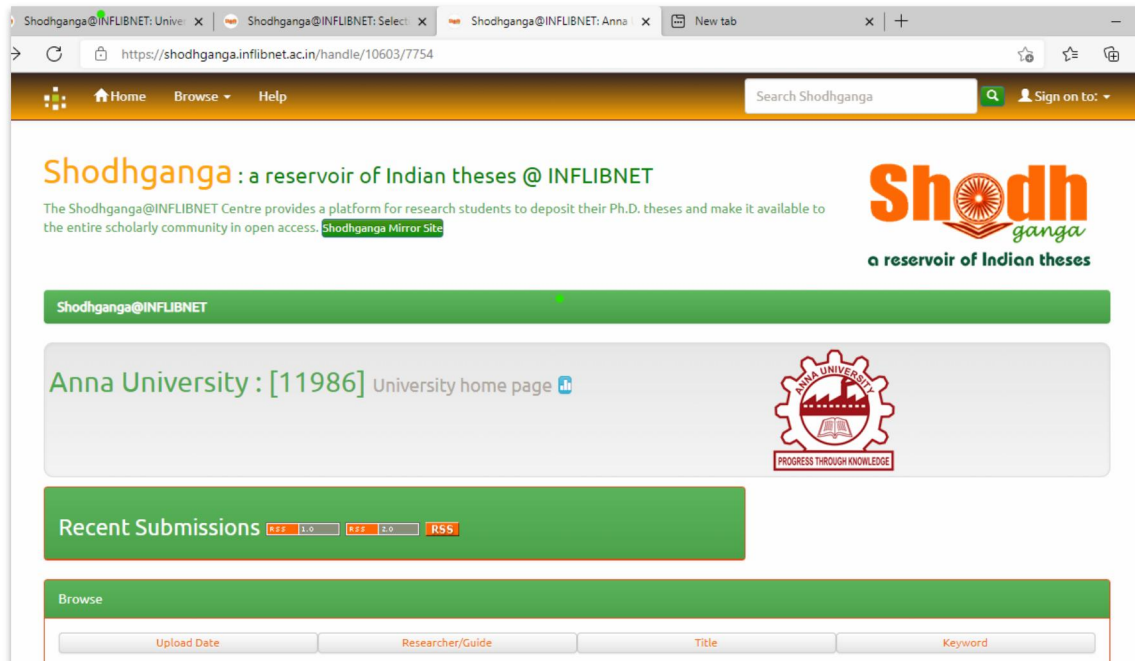 Shodhganga@INFLIBNET: Univer
Shodhganga@INFLIBNET: Selecti
Shodhganga@INFLIBNET: Anna
New tab
https://shodhganga.inflibnet.ac.in/handle/10603/7754
Home Browse Help
Search Shodhganga
Sign on to:
Shodhganga : a reservoir of Indian theses @ INFLIBNET
The Shodhganga@INFLIBNET Centre provides a platform for research students to deposit their Ph.D. theses and make it available to
the entire scholarly community in open access. Shodhganga Mirror Site
Shodh
ganga
a reservoir of Indian theses
Shodhganga@INFLIBNET
Anna University : [11986] University home page
ANNA UNIVERSITY
PROGRESS THROUGH KNOWLEDGE
Recent Submissions RSS 1.0 RSS 2.0 RSS
Browse
Upload Date Researcher/Guide Title Keyword